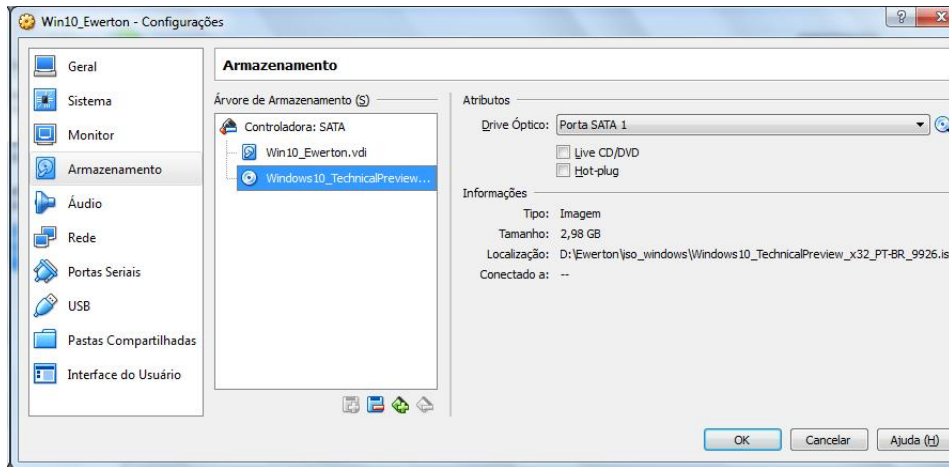 Win10_Ewerton - Configurações
Geral
Sistema
Monitor
Armazenamento
Áudio
Rede
Portas Seriais
USB
Pastas Compartilhadas
Interface do Usuário
Armazenamento
Árvore de Armazenamento (S)
Controladora: SATA
Win10_Ewerton.vdi
Windows10_TechnicalPreview...
Atributos
Drive Óptico: Porta SATA 1
Live CD/DVD
Hot-plug
Informações
Tipo: Imagem
Tamanho: 2,98 GB
Localização: D:\Ewerton\iso_windows\Windows10_TechnicalPreview_x32_PT-BR_9926.is
Conectado a: --
OK Cancelar Ajuda (H)